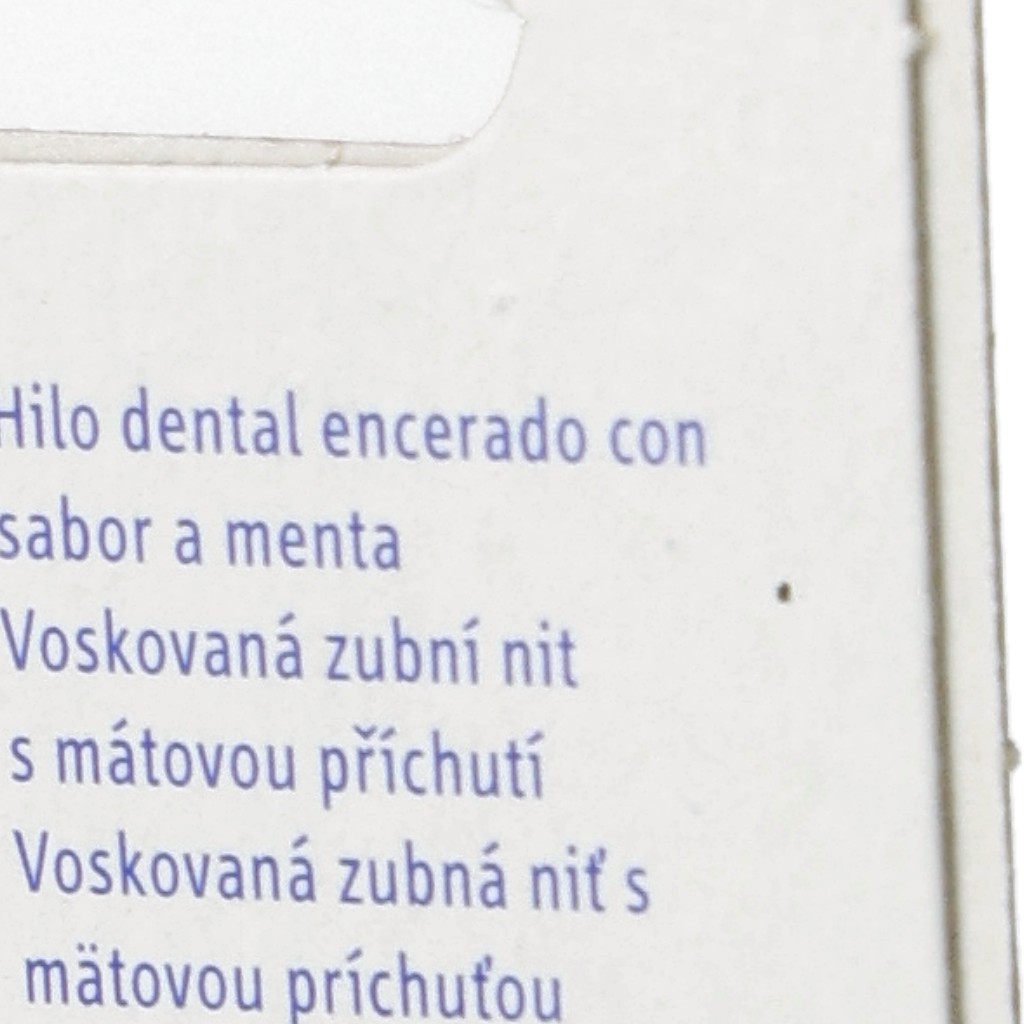 Hilo dental encerado con
sabor a menta
Voskovaná zubní nit
s mátovou příchutí
Voskovaná zubná niť s
mätovou príchuťou